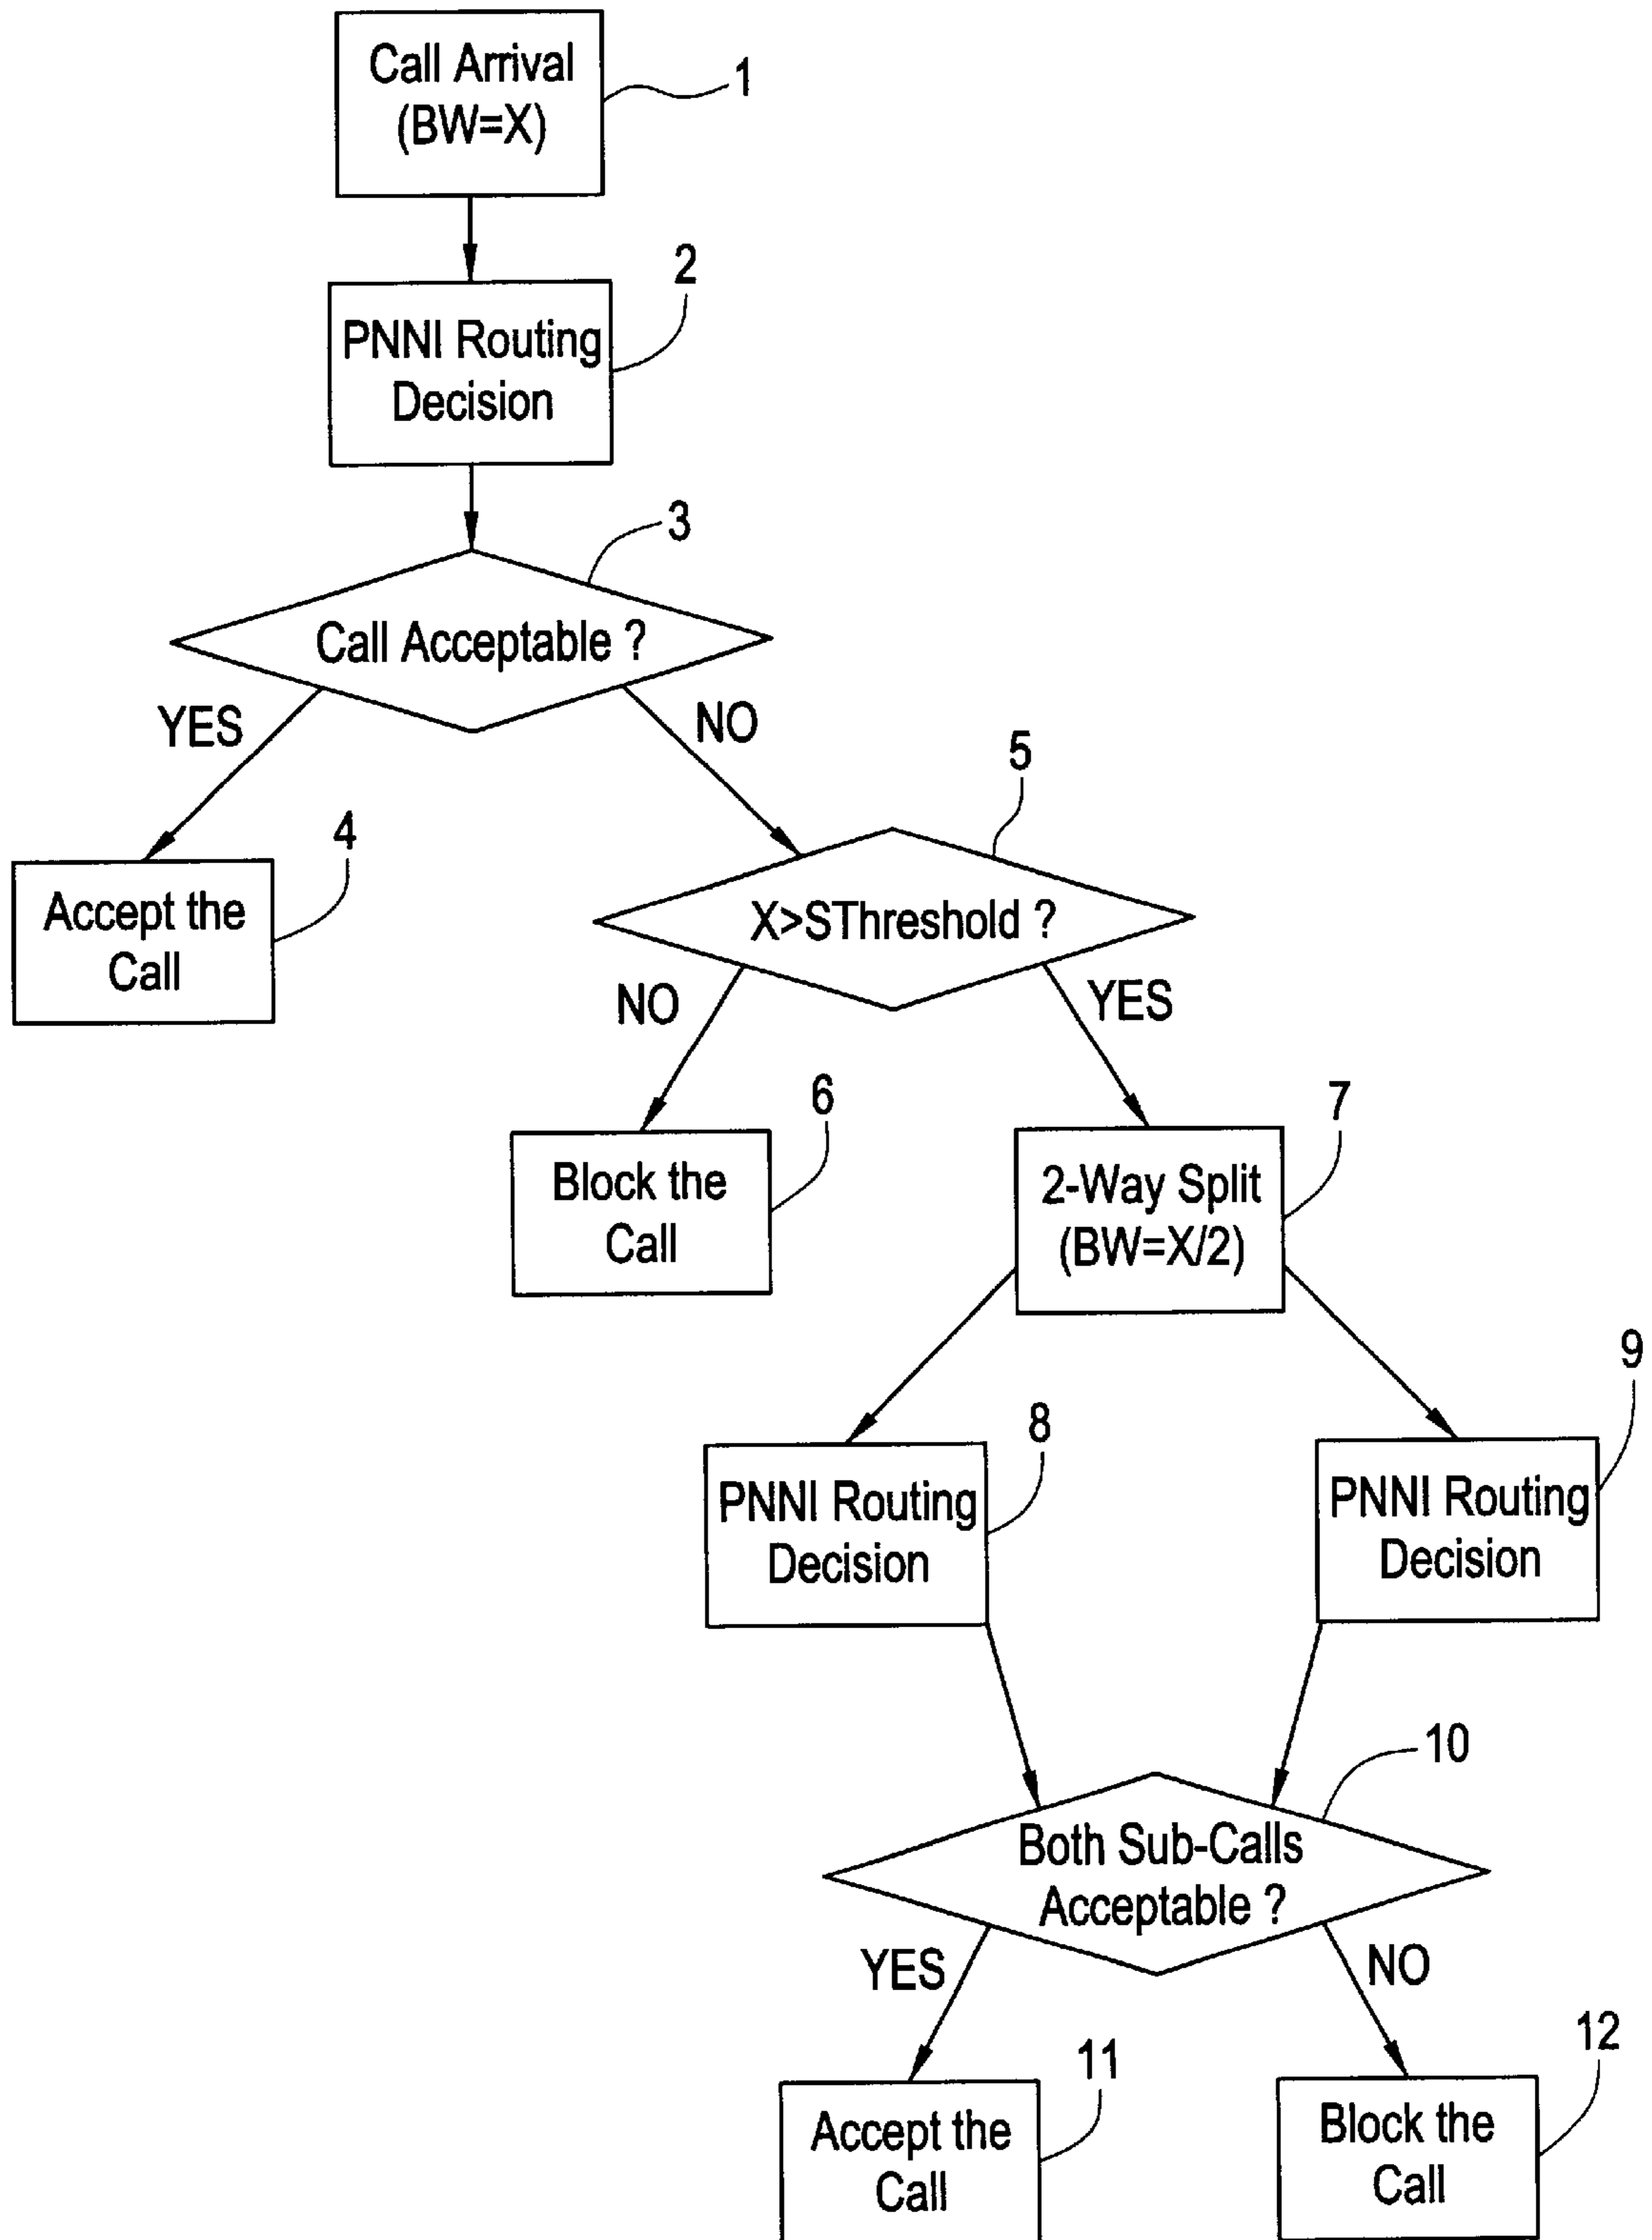 Call Arrival
(BW=X)
1
2
PNNI Routing
Decision
3
Call Acceptable ?
YES
NO
5
4
Accept the
Call
X>SThreshold ?
NO
YES
6
7
Block the
Call
2-Way Split
(BW=X/2)
9
8
PNNI Routing
Decision
PNNI Routing
Decision
10
Both Sub-Calls
Acceptable ?
YES
NO
11
12
Accept the
Call
Block the
Call